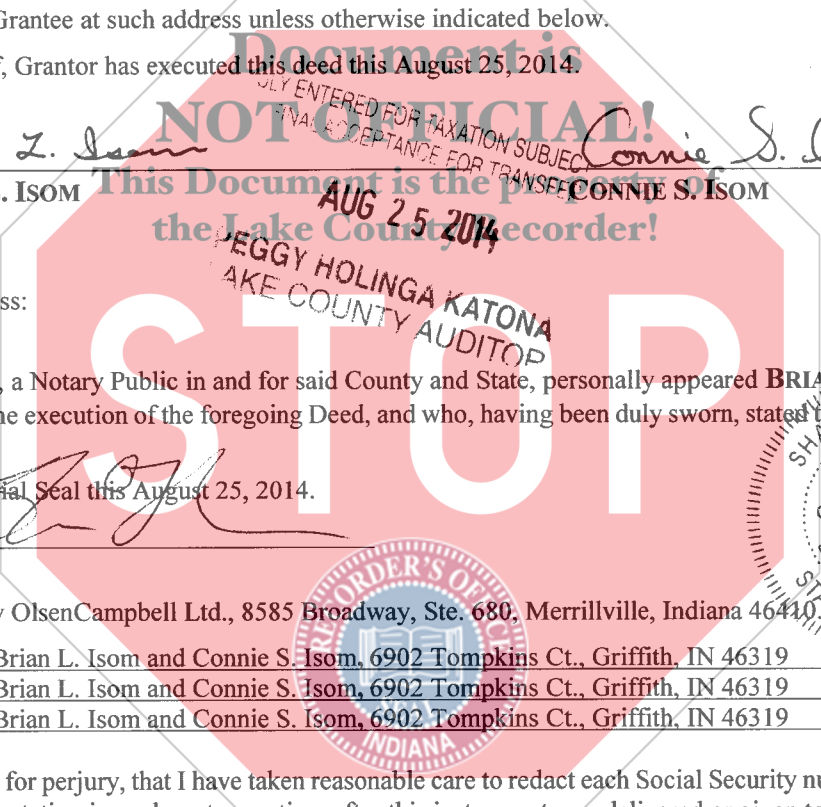 Grantee at such address unless otherwise indicated below.
Document is
, Grantor has executed this deed this August 25, 2014.
NOT OFFICIAL!
ENTERED FOR TAXATION SUBJEC
ACCEPTANCE FOR TRANSFER
L. Isom
Connie S.
. ISOM
CONNIE S. ISOM
This Document is the property of
the Lake County Recorder!
AUG 25 2014
PEGGY HOLINGA KATONA
LAKE COUNTY AUDITOR
ss:
STOP
, a Notary Public in and for said County and State, personally appeared BRIA
he execution of the foregoing Deed, and who, having been duly sworn, stated t
SHA
ial Seal this August 25, 2014.
RECORDER'S OFFICE
y OlsenCampbell Ltd., 8585 Broadway, Ste. 680, Merrillville, Indiana 46410.
Brian L. Isom and Connie S. Isom, 6902 Tompkins Ct., Griffith, IN 46319
Brian L. Isom and Connie S. Isom, 6902 Tompkins Ct., Griffith, IN 46319
SEAL
Brian L. Isom and Connie S. Isom, 6902 Tompkins Ct., Griffith, IN 46319
INDIANA
for perjury, that I have taken reasonable care to redact each Social Security nu